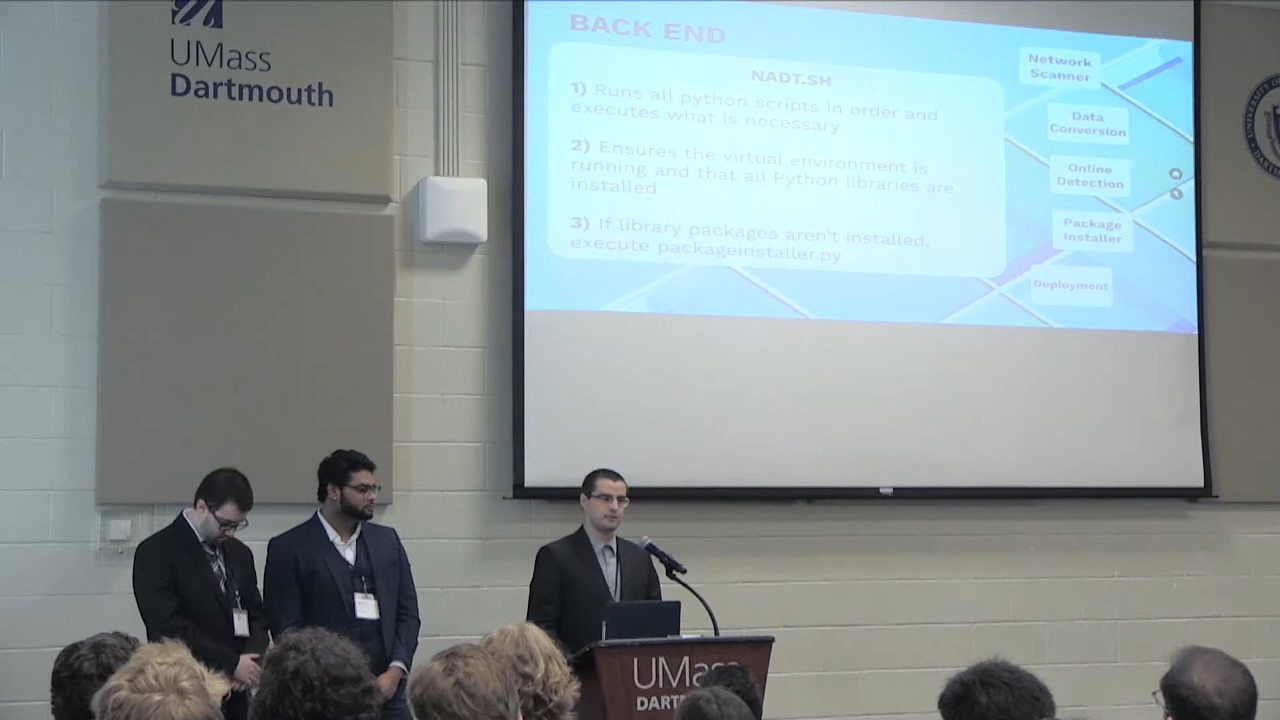 UMass
Dartmouth
BACK END
NADT.SH
1) Runs all python scripts in order and
executes what is necessary
2) Ensures the virtual environment is
running and that all Python libraries are
installed
3) If library packages aren't installed,
execute packageinstaller.py
Network
Scanner
Data
Conversion
Online
Detection
Package
Installer
Deployment
UMass